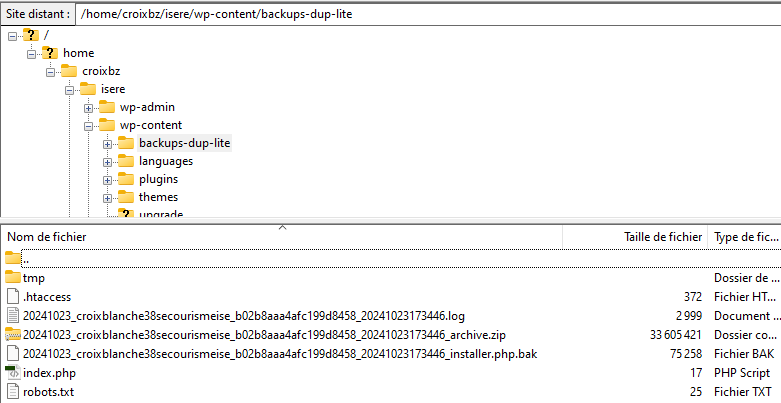 Site distant : /home/croixbz/isere/wp-content/backups-dup-lite
/
home
croixbz
isere
wp-admin
wp-content
backups-dup-lite
languages
plugins
themes
upgrade
Nom de fichier Taille de fichier Type de fic...
..
tmp Dossier de ...
.htaccess 372 Fichier HT...
20241023_croixblanche38secourismeise_b02b8aaa4afc199d8458_20241023173446.log 2 999 Document ...
20241023_croixblanche38secourismeise_b02b8aaa4afc199d8458_20241023173446_archive.zip 33 605 421 Dossier co...
20241023_croixblanche38secourismeise_b02b8aaa4afc199d8458_20241023173446_installer.php.bak 75 258 Fichier BAK
index.php 17 PHP Script
robots.txt 25 Fichier TXT